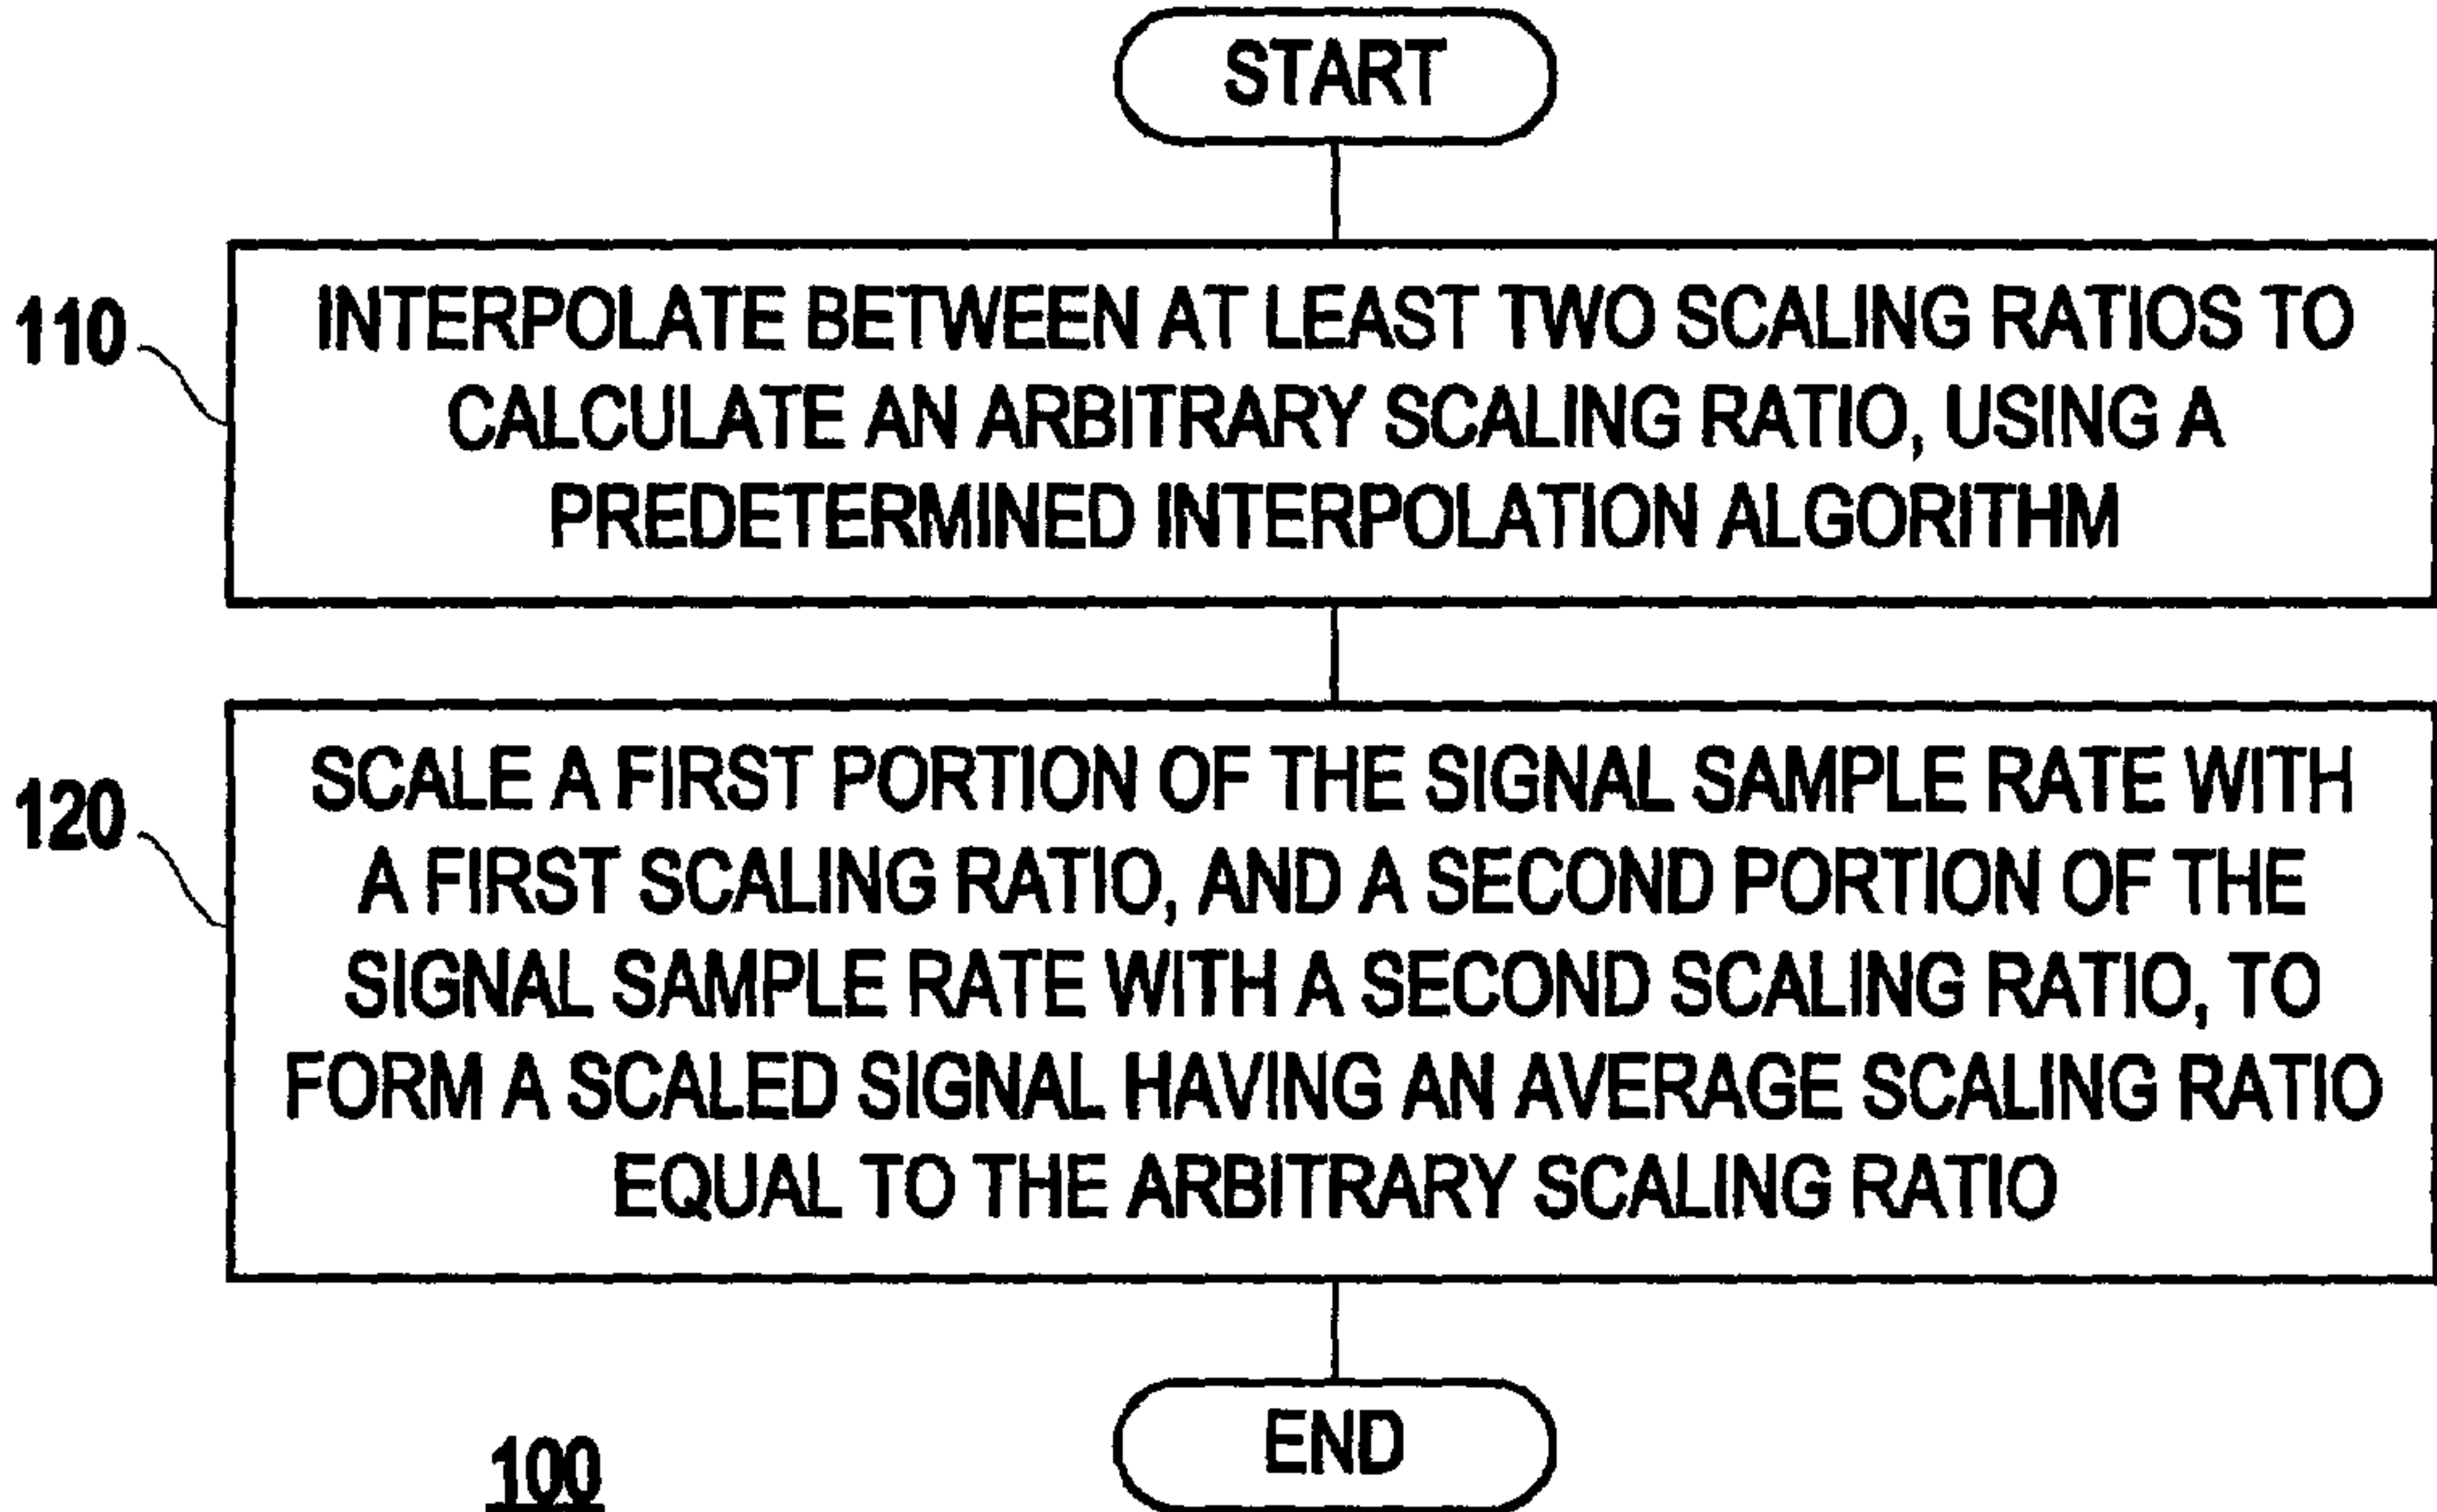 START
110
INTERPOLATE BETWEEN AT LEAST TWO SCALING RATIOS TO
CALCULATE AN ARBITRARY SCALING RATIO, USING A
PREDETERMINED INTERPOLATION ALGORITHM
120
SCALE A FIRST PORTION OF THE SIGNAL SAMPLE RATE WITH
A FIRST SCALING RATIO, AND A SECOND PORTION OF THE
SIGNAL SAMPLE RATE WITH A SECOND SCALING RATIO, TO
FORM A SCALED SIGNAL HAVING AN AVERAGE SCALING RATIO
EQUAL TO THE ARBITRARY SCALING RATIO
END
100